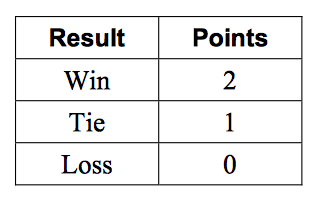 Result Points
Win 2
Tie 1
Loss 0